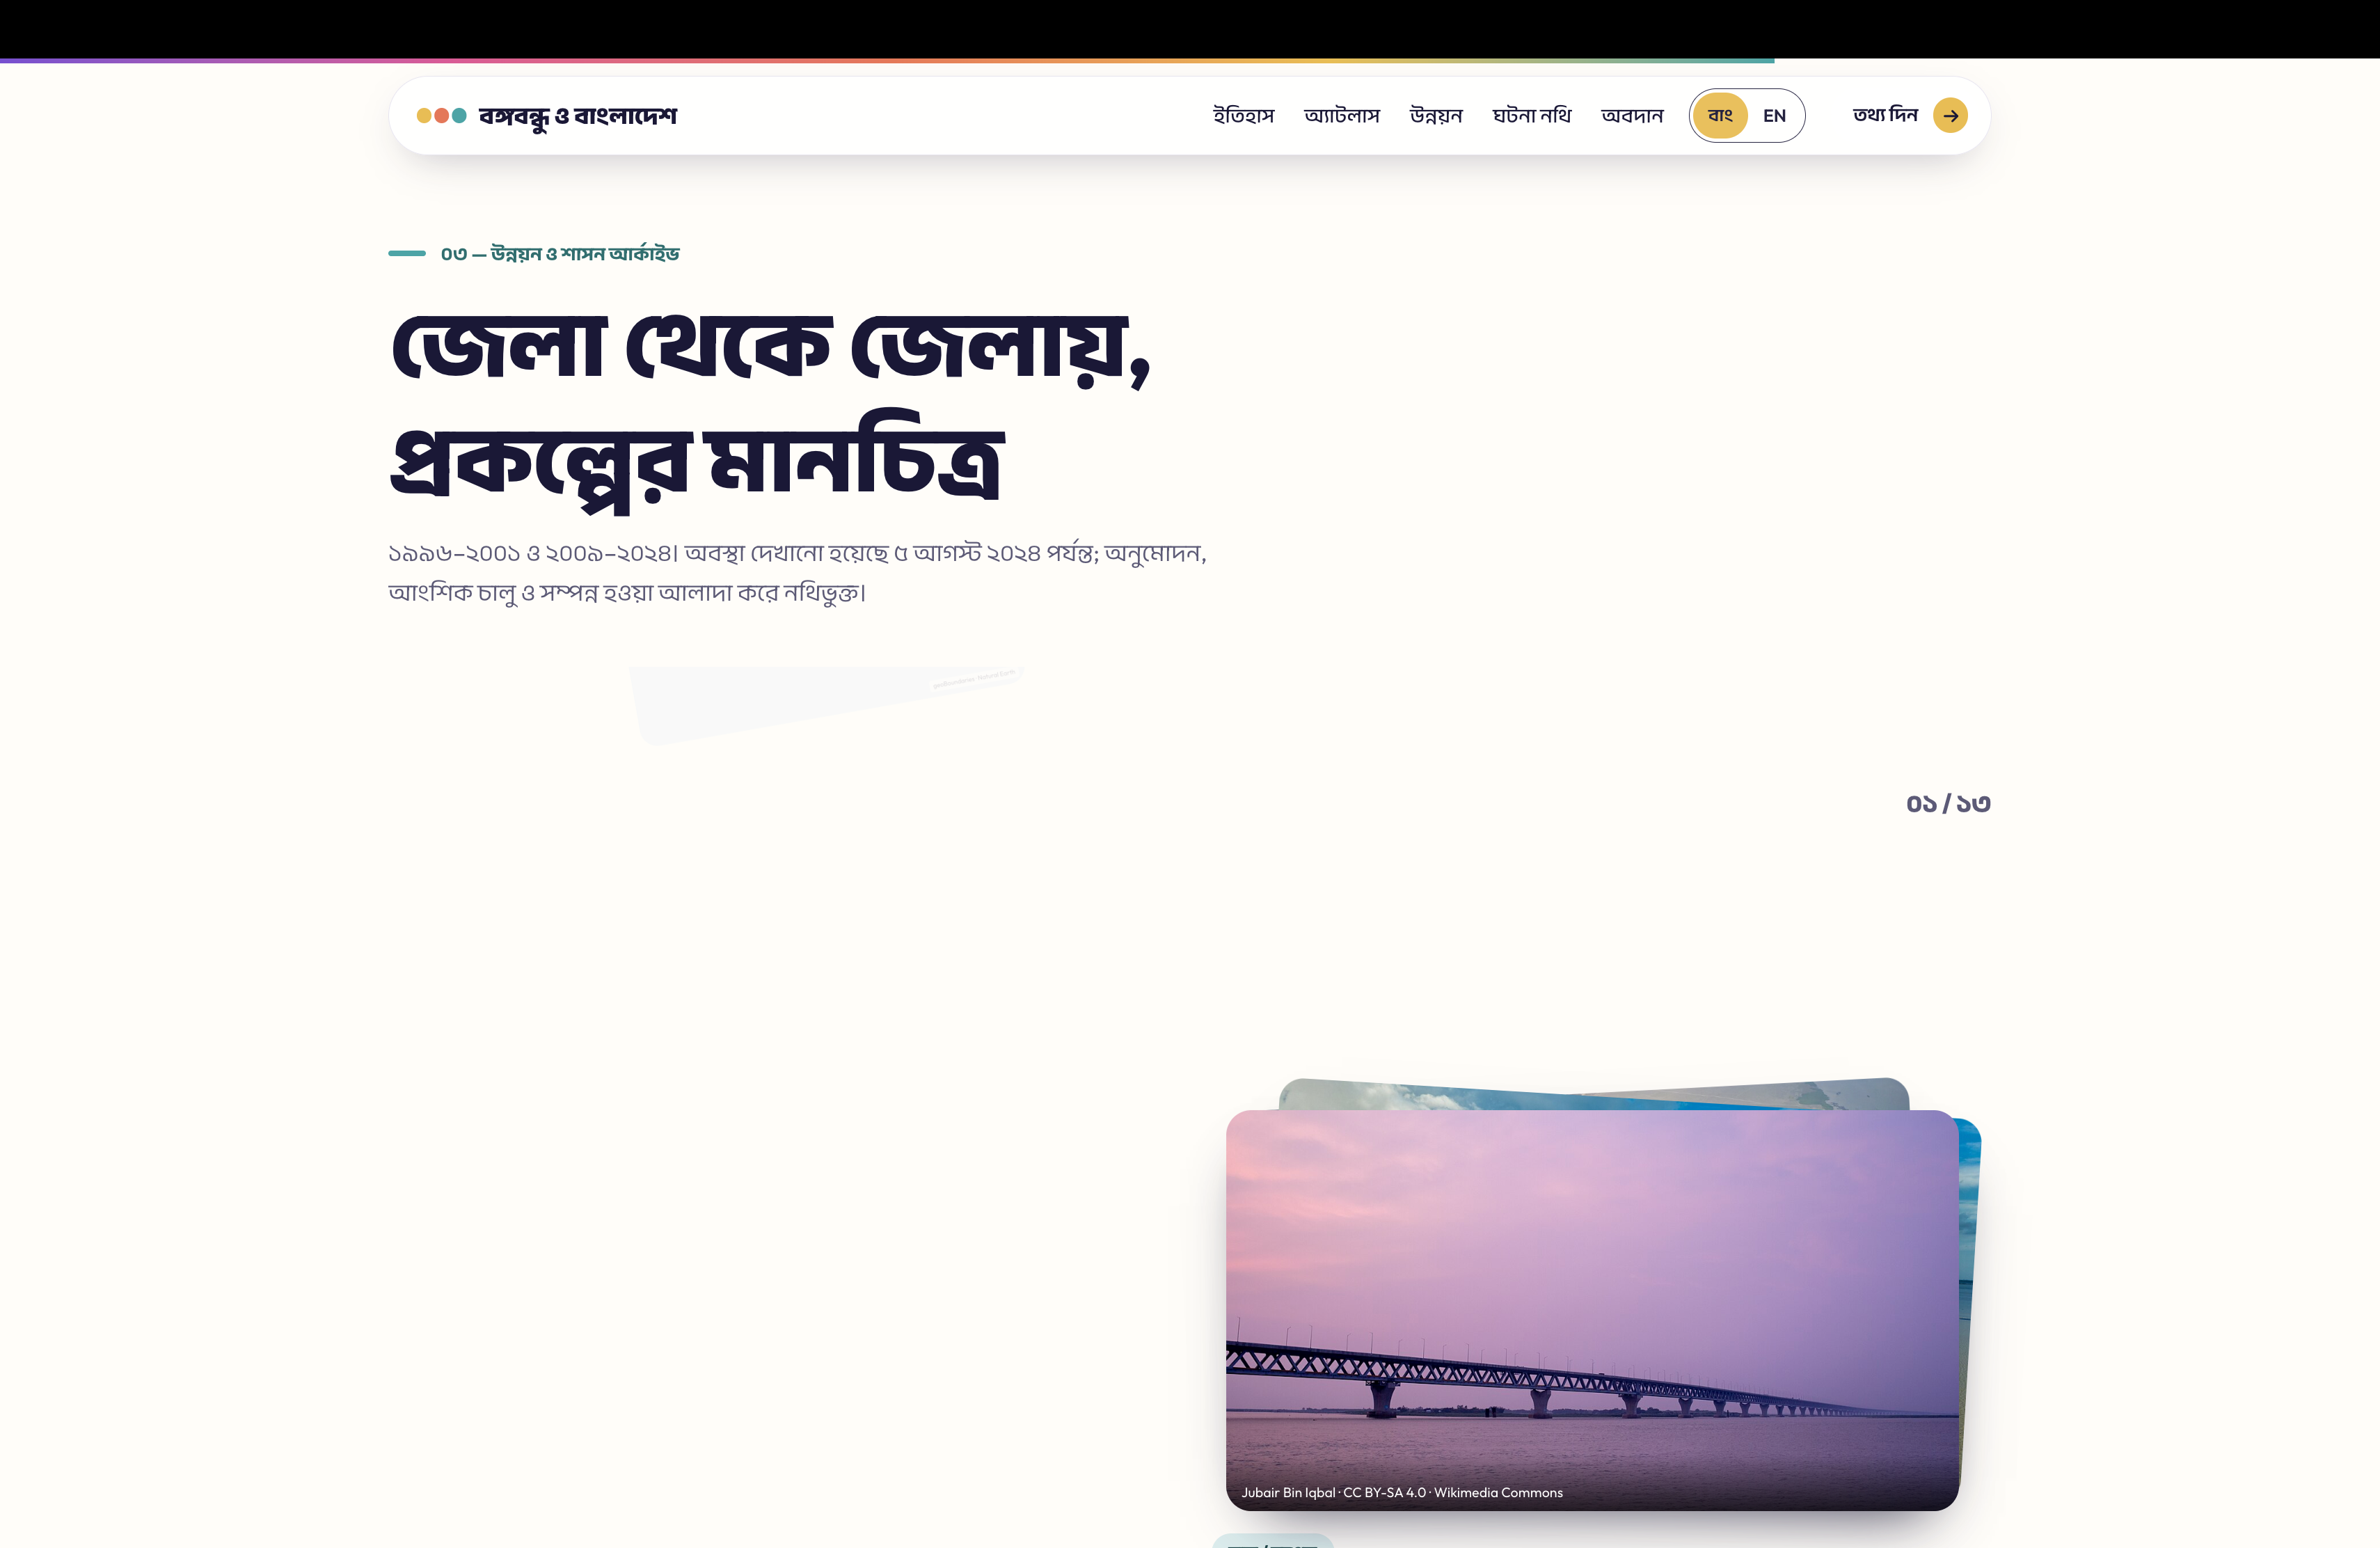 বঙ্গবন্ধু ও বাংলাদেশ
ইতিহাস
অ্যাটলাস
উন্নয়ন
ঘটনা নথি
অবদান
বাং
EN
তথ্য দিন
০৩ — উন্নয়ন ও শাসন আর্কাইভ
জেলা থেকে জেলায়,
প্রকল্পের মানচিত্র
১৯৯৬–২০০১ ও ২০০৯–২০২৪। অবস্থা দেখানো হয়েছে ৫ আগস্ট ২০২৪ পর্যন্ত; অনুমোদন,
আংশিক চালু ও সম্পন্ন হওয়া আলাদা করে নথিভুক্ত।
০১ / ১৩
Jubair Bin Iqbal · CC BY-SA 4.0 · Wikimedia Commons